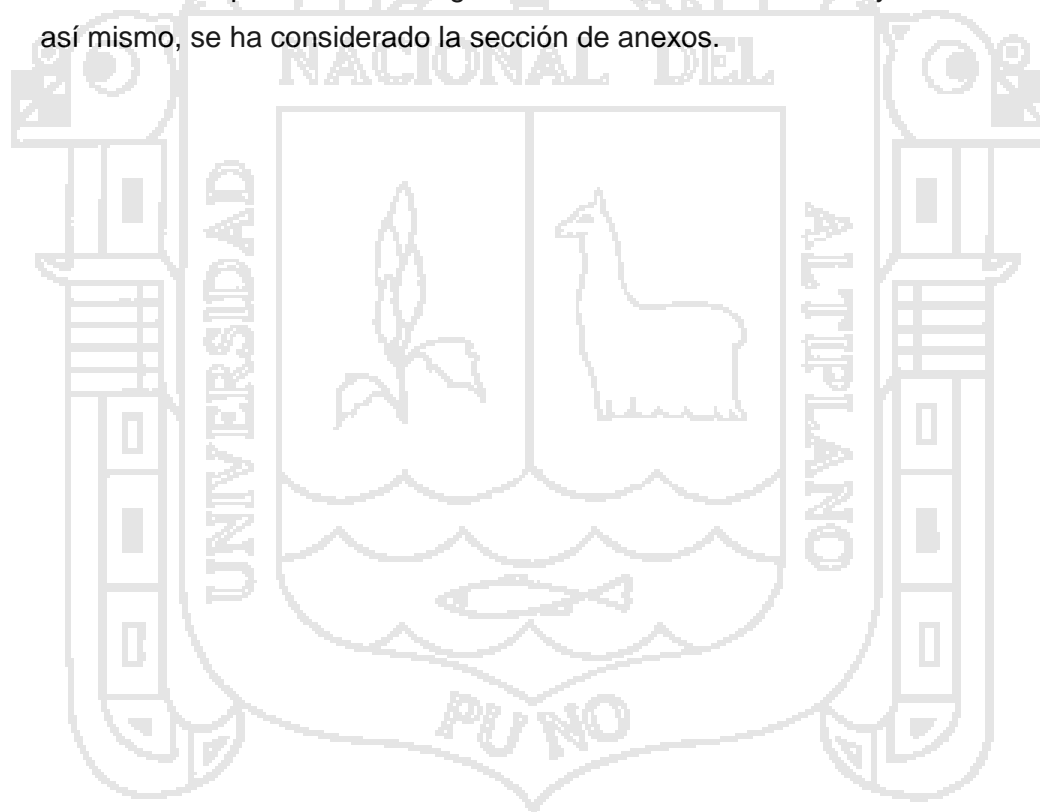 así mismo, se ha considerado la sección de anexos.
NACIONAL DEL
UNIVERSIDAD
ALTIPLANO
PUNO